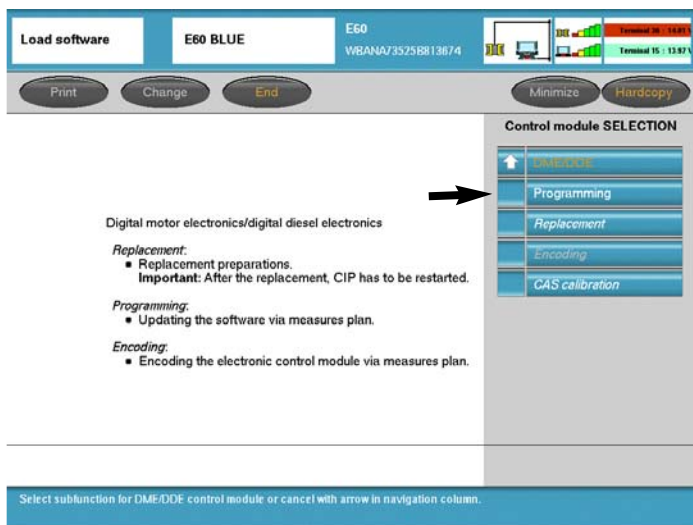 Load software
E60 BLUE
E60
WBANA73525B813674
Terminal 30 : 14.01 V
Terminal 15 : 13.97 V
Print
Change
End
Minimize
Hardcopy
Control module SELECTION
DME/DDE
Programming
Replacement
Encoding
CAS calibration
Digital motor electronics/digital diesel electronics
Replacement:
• Replacement preparations.
Important: After the replacement, CIP has to be restarted.
Programming:
• Updating the software via measures plan.
Encoding:
• Encoding the electronic control module via measures plan.
Select subfunction for DME/DDE control module or cancel with arrow in navigation column.